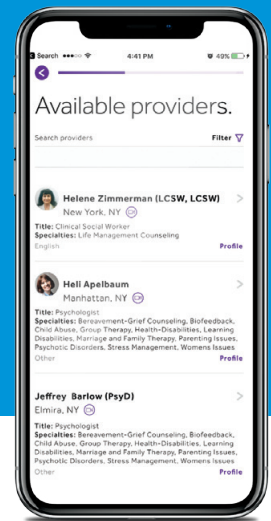 Search
4:41 PM
49%
Available providers.
Search providers
Filter
Helene Zimmerman (LCSW, LCSW)
New York, NY
Title: Clinical Social Worker
Specialties: Life Management Counseling
English
Profile
Heli Apelbaum
Manhattan, NY
Title: Psychologist
Specialties: Bereavement-Grief Counseling, Biofeedback,
Child Abuse, Group Therapy, Health-Disabilities, Learning
Disabilities, Marriage and Family Therapy, Parenting Issues,
Psychotic Disorders, Stress Management, Womens Issues
Other
Profile
Jeffrey Barlow (PsyD)
Elmira, NY
Title: Psychologist
Specialties: Bereavement-Grief Counseling, Biofeedback,
Child Abuse, Group Therapy, Health-Disabilities, Learning
Disabilities, Marriage and Family Therapy, Parenting Issues,
Psychotic Disorders, Stress Management, Womens Issues
Other
Profile